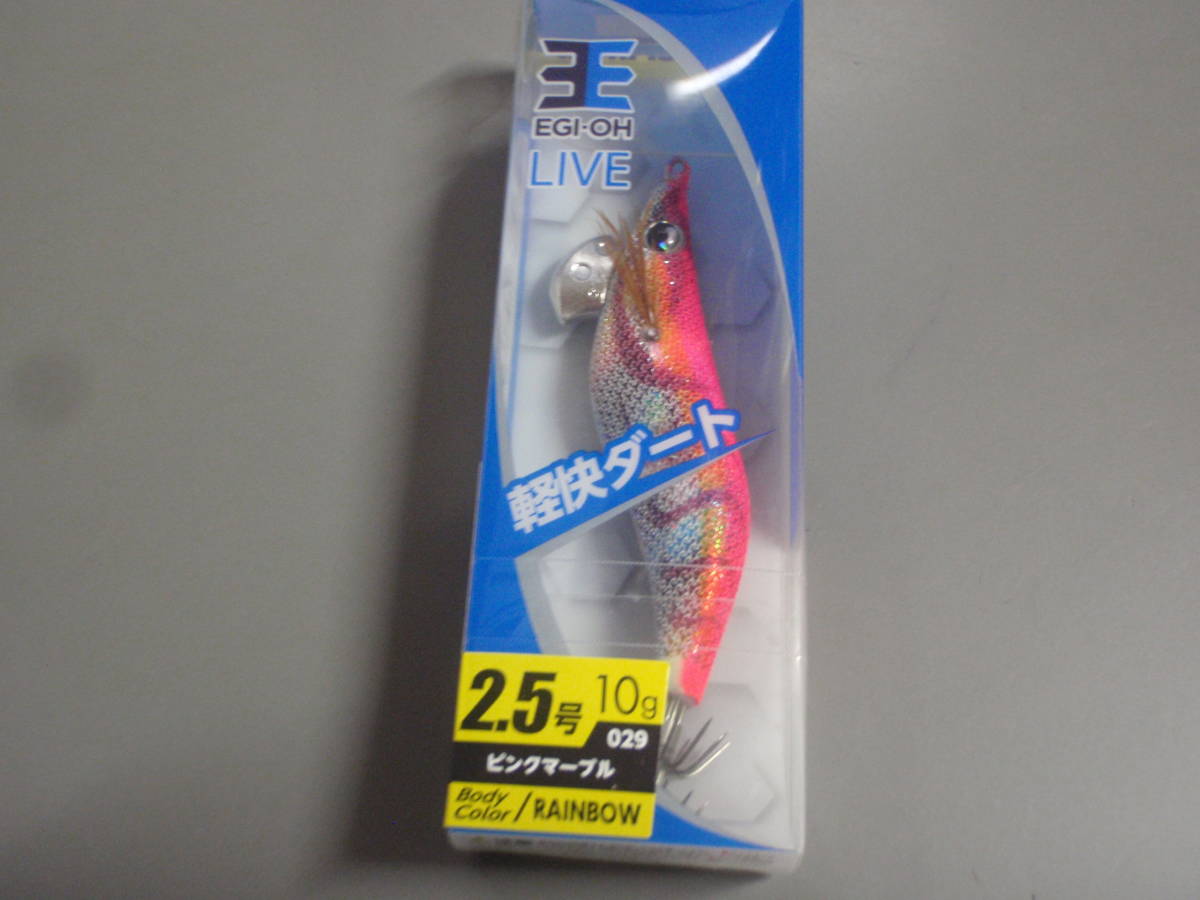 王
EGI-OH
LIVE
軽快ダート
2.5号 10g
029
ピンクマーブル
Body Color / RAINBOW